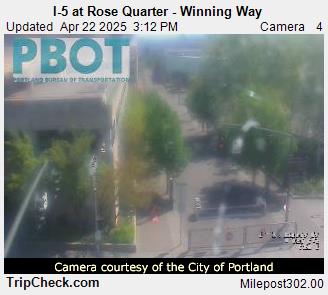 I-5 at Rose Quarter - Winning Way
Updated Apr 22 2025 3:12 PM Camera 4
PBOT
PORTLAND BUREAU OF TRANSPORTATION
Camera courtesy of the City of Portland
TripCheck.com Milepost302.00